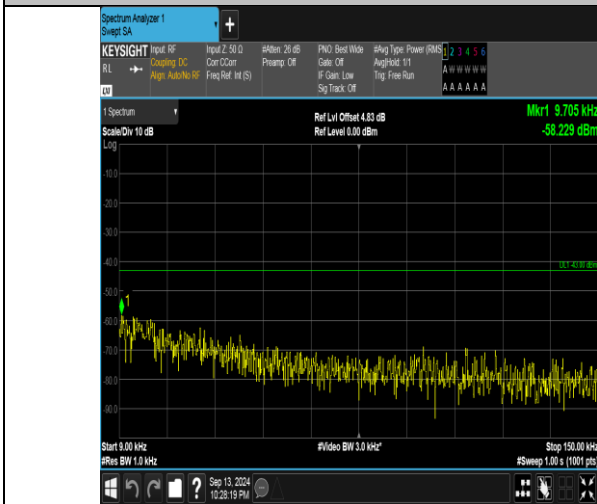 Spectrum Analyzer 1
Swept SA
+
KEYSIGHT
RL
Input: RF
Coupling: DC
Align: Auto/No RF
Input Z: 50 Ω
Corr CCorr
Freq Ref: Int (S)
#Atten: 26 dB
Preamp: Off
PNO: Best Wide
Gate: Off
IF Gain: Low
Sig Track: Off
#Avg Type: Power (RMS
Avg|Hold: 1/1
Trig: Free Run
1 2 3 4 5 6
A W W W W W
A A A A A A
1 Spectrum
Scale/Div 10 dB
Log
Ref Lvl Offset 4.83 dB
Ref Level 0.00 dBm
Mkr1 9.705 kHz
-58.229 dBm
-10.0
-20.0
-30.0
-40.0
DL1 -43.00 dBm
-50.0
1
-60.0
-70.0
-80.0
-90.0
Start 9.00 kHz
#Res BW 1.0 kHz
#Video BW 3.0 kHz*
Stop 150.00 kHz
#Sweep 1.00 s (1001 pts)
?
Sep 13, 2024
10:28:19 PM